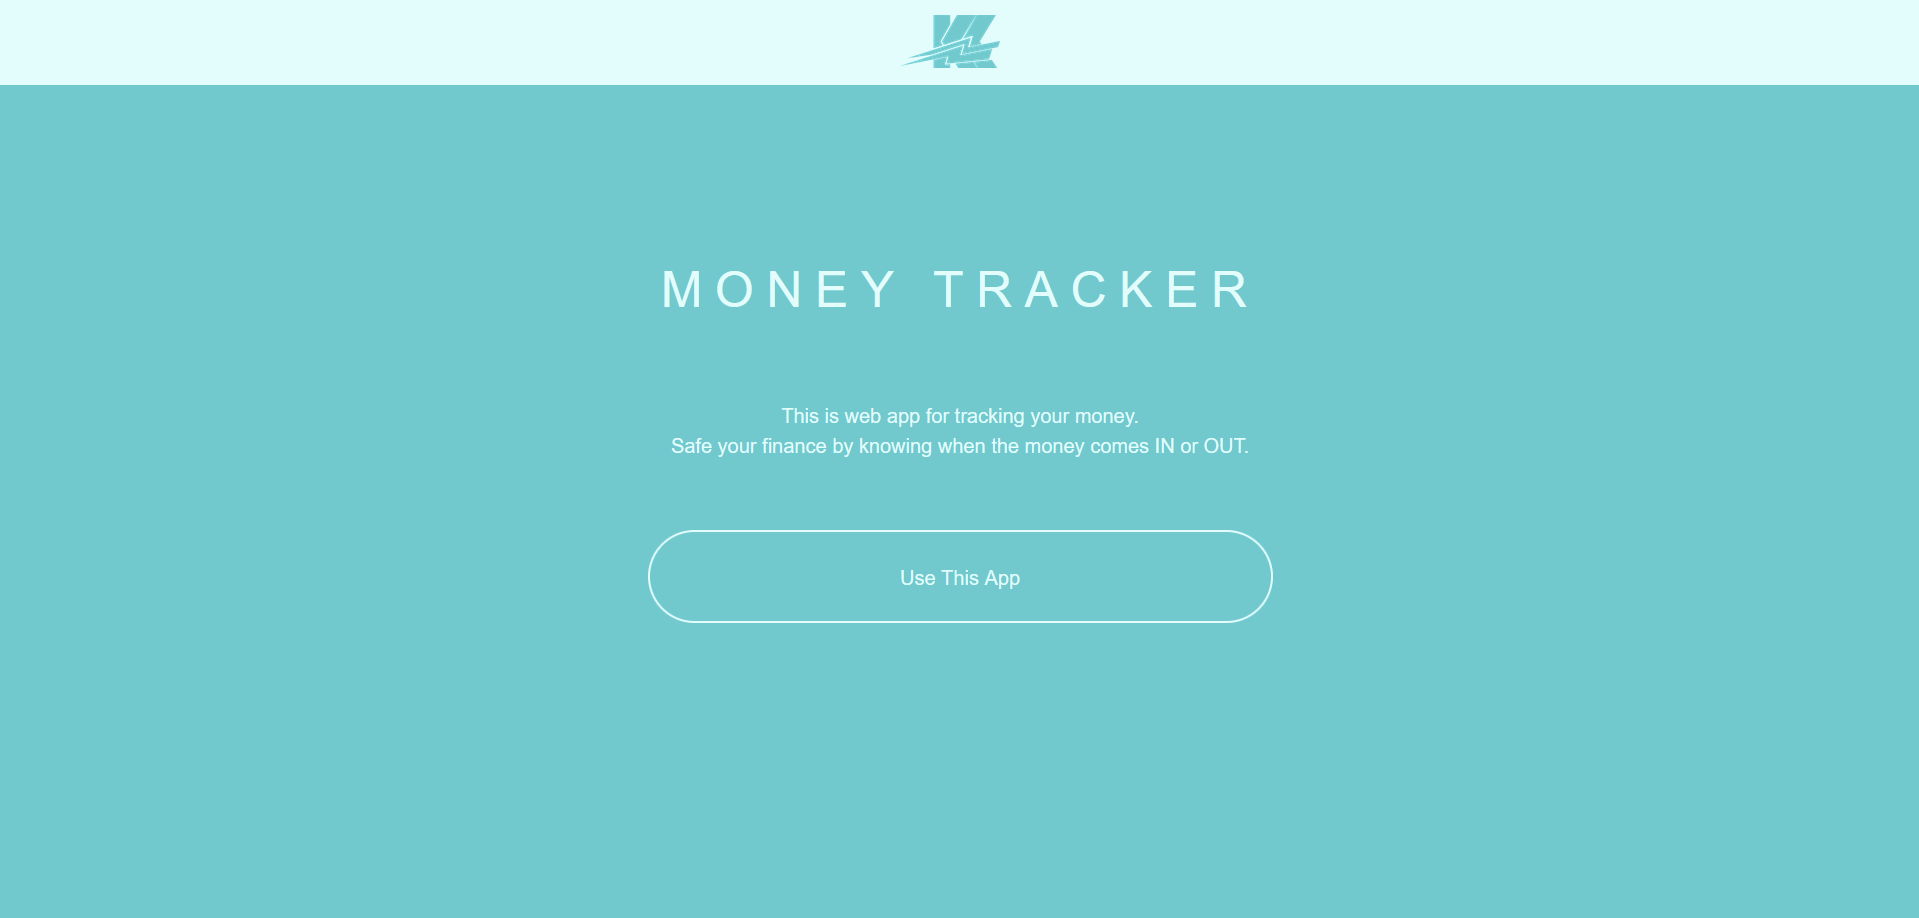 MONEY TRACKER
This is web app for tracking your money.
Safe your finance by knowing when the money comes IN or OUT.
Use This App